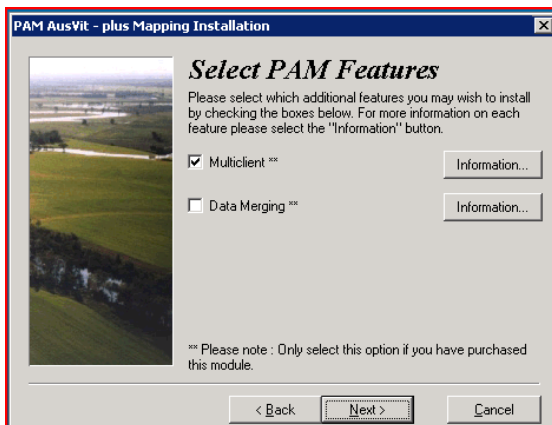 PAM AusVit - plus Mapping Installation
Select PAM Features
Please select which additional features you may wish to install
by checking the boxes below. For more information on each
feature please select the "Information" button.
Multiclient **
Information...
Data Merging **
Information...
** Please note : Only select this option if you have purchased
this module.
< Back
Next >
Cancel